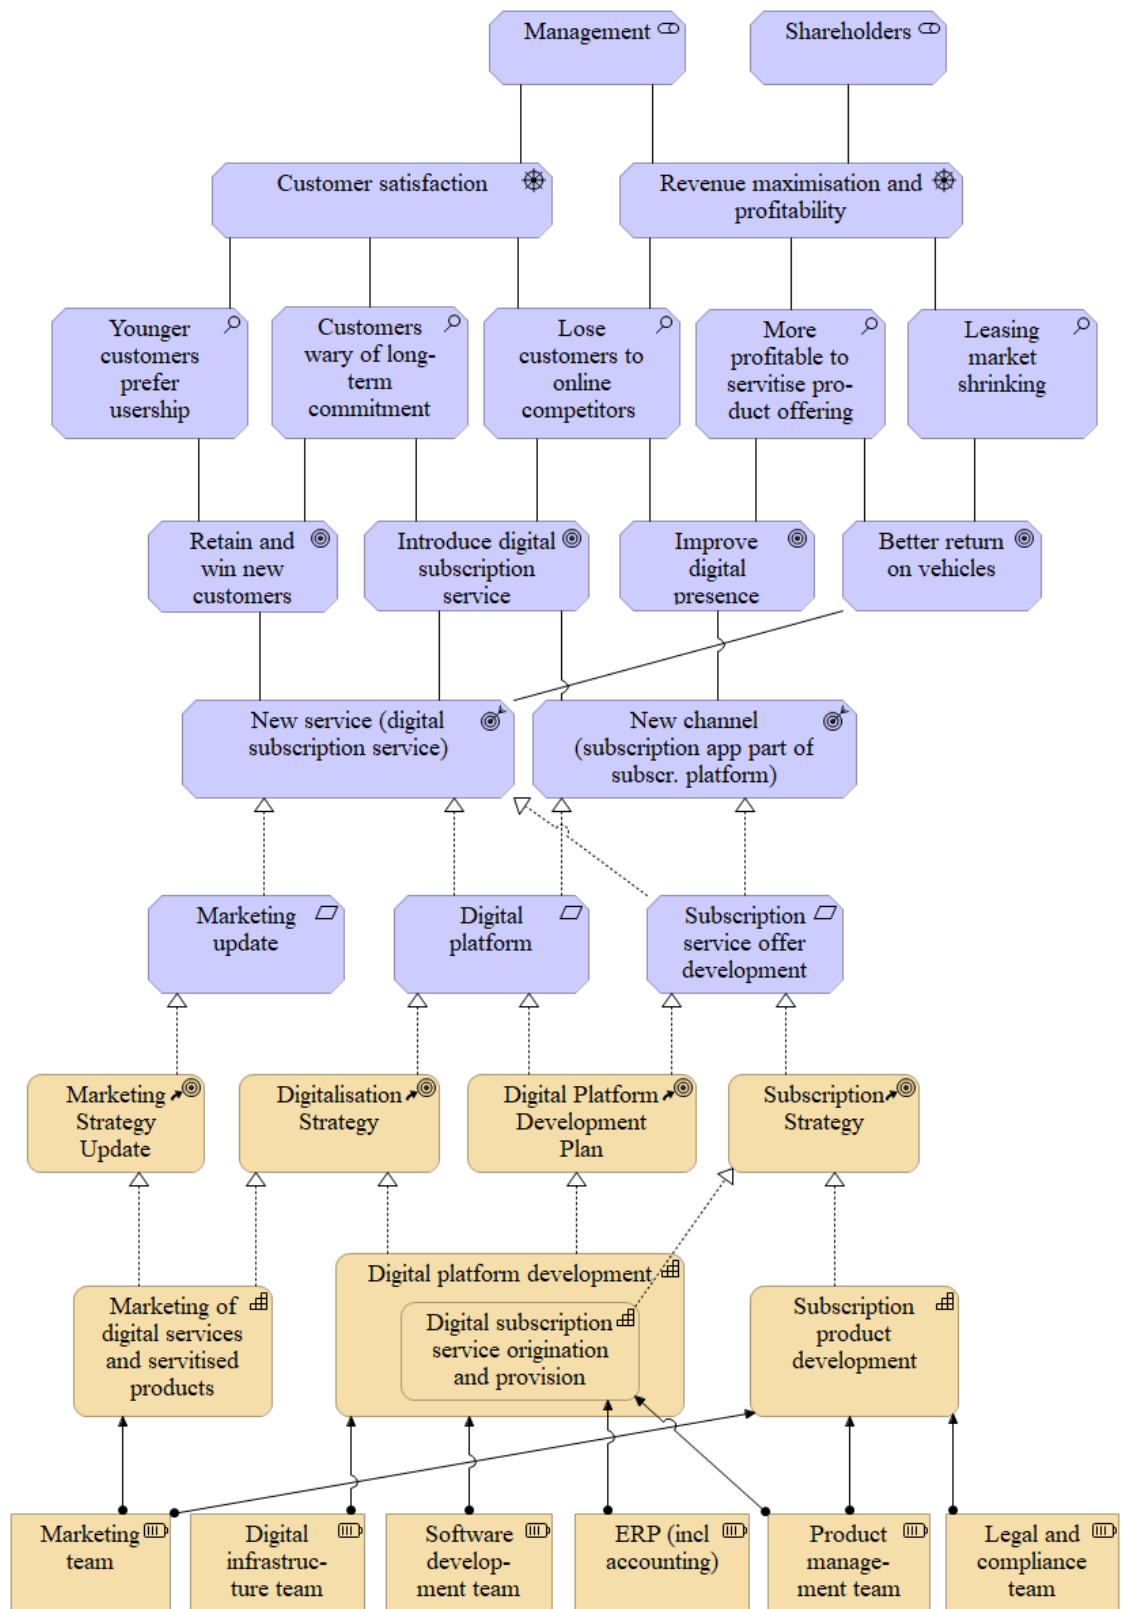 Management
Shareholders
Customer satisfaction
Revenue maximisation and
profitability
Younger
customers
prefer
usership
Customers
wary of long-
term
commitment
Lose
customers to
online
competitors
More
profitable to
servitise pro-
duct offering
Leasing
market
shrinking
Retain and
win new
customers
Introduce digital
subscription
service
Improve
digital
presence
Better return
on vehicles
New service (digital
subscription service)
New channel
(subscription app part of
subscr. platform)
Marketing
update
Digital
platform
Subscription
service offer
development
Marketing
Strategy
Update
Digitalisation
Strategy
Digital Platform
Development
Plan
Subscription
Strategy
Marketing of
digital services
and servitised
products
Digital platform development
Digital subscription
service origination
and provision
Subscription
product
development
Marketing
team
Digital
infrastruc-
ture team
Software
develop-
ment team
ERP (incl
accounting)
Product
manage-
ment team
Legal and
compliance
team